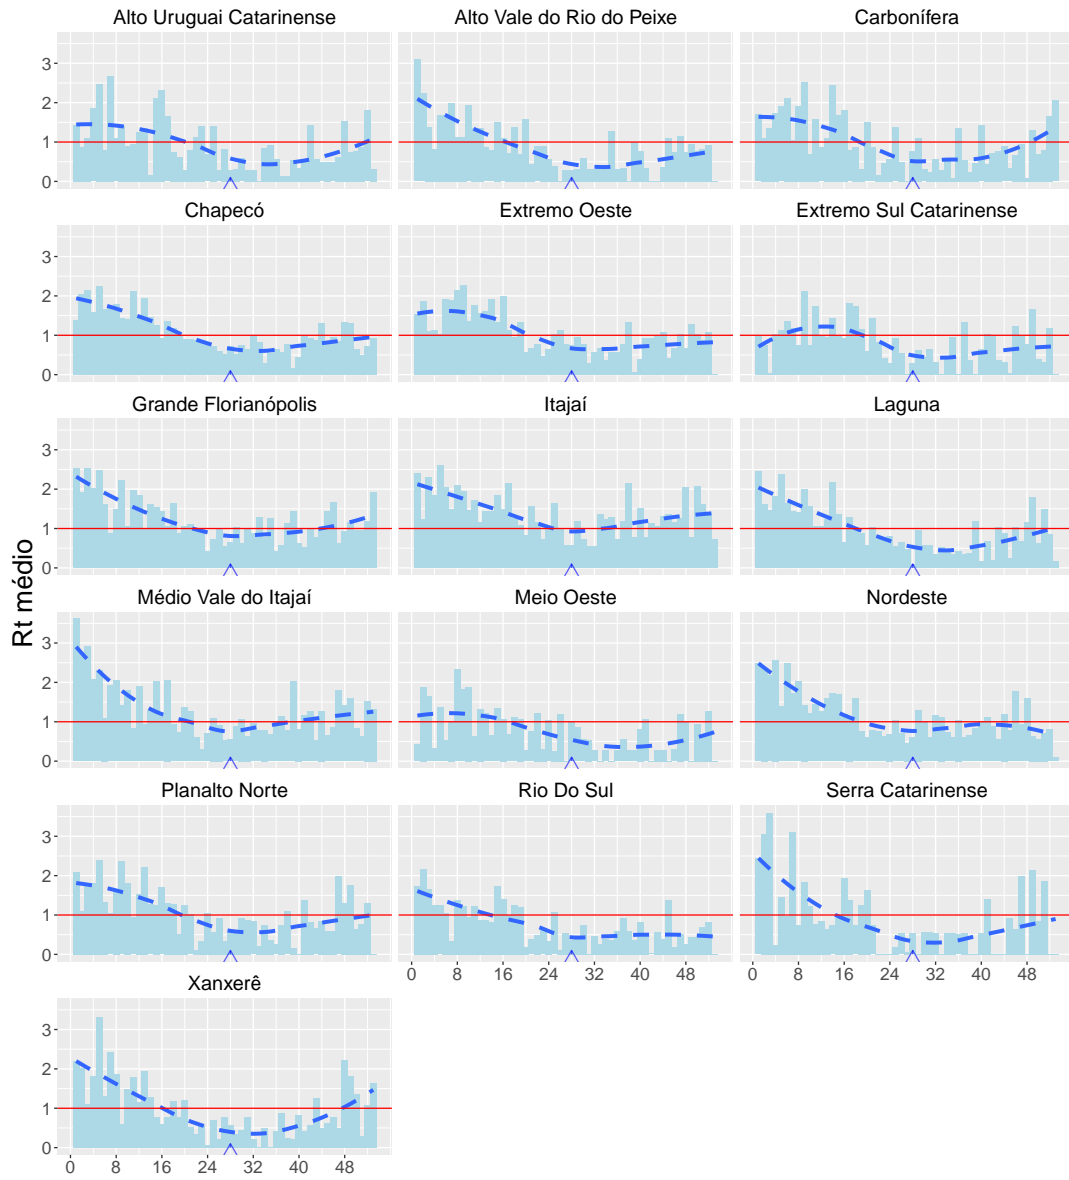 Alto Uruguai Catarinense Alto Vale do Rio do Peixe Carbonífera
3
2
1
0
Chapecó Extremo Oeste Extremo Sul Catarinense
3
2
1
0
Grande Florianópolis Itajaí Laguna
3
2
1
0
Rt médio
Médio Vale do Itajaí Meio Oeste Nordeste
3
2
1
0
Planalto Norte Rio Do Sul Serra Catarinense
3
2
1
0
0 8 16 24 32 40 48 0 8 16 24 32 40 48
Xanxerê
3
2
1
0
0 8 16 24 32 40 48